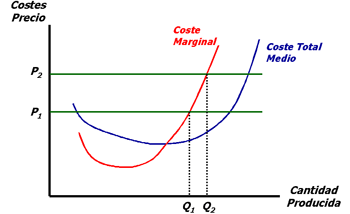 Costes
Precio
Coste
Marginal
Coste Total
Medio
P2
P1
Q1 Q2
Cantidad
Producida